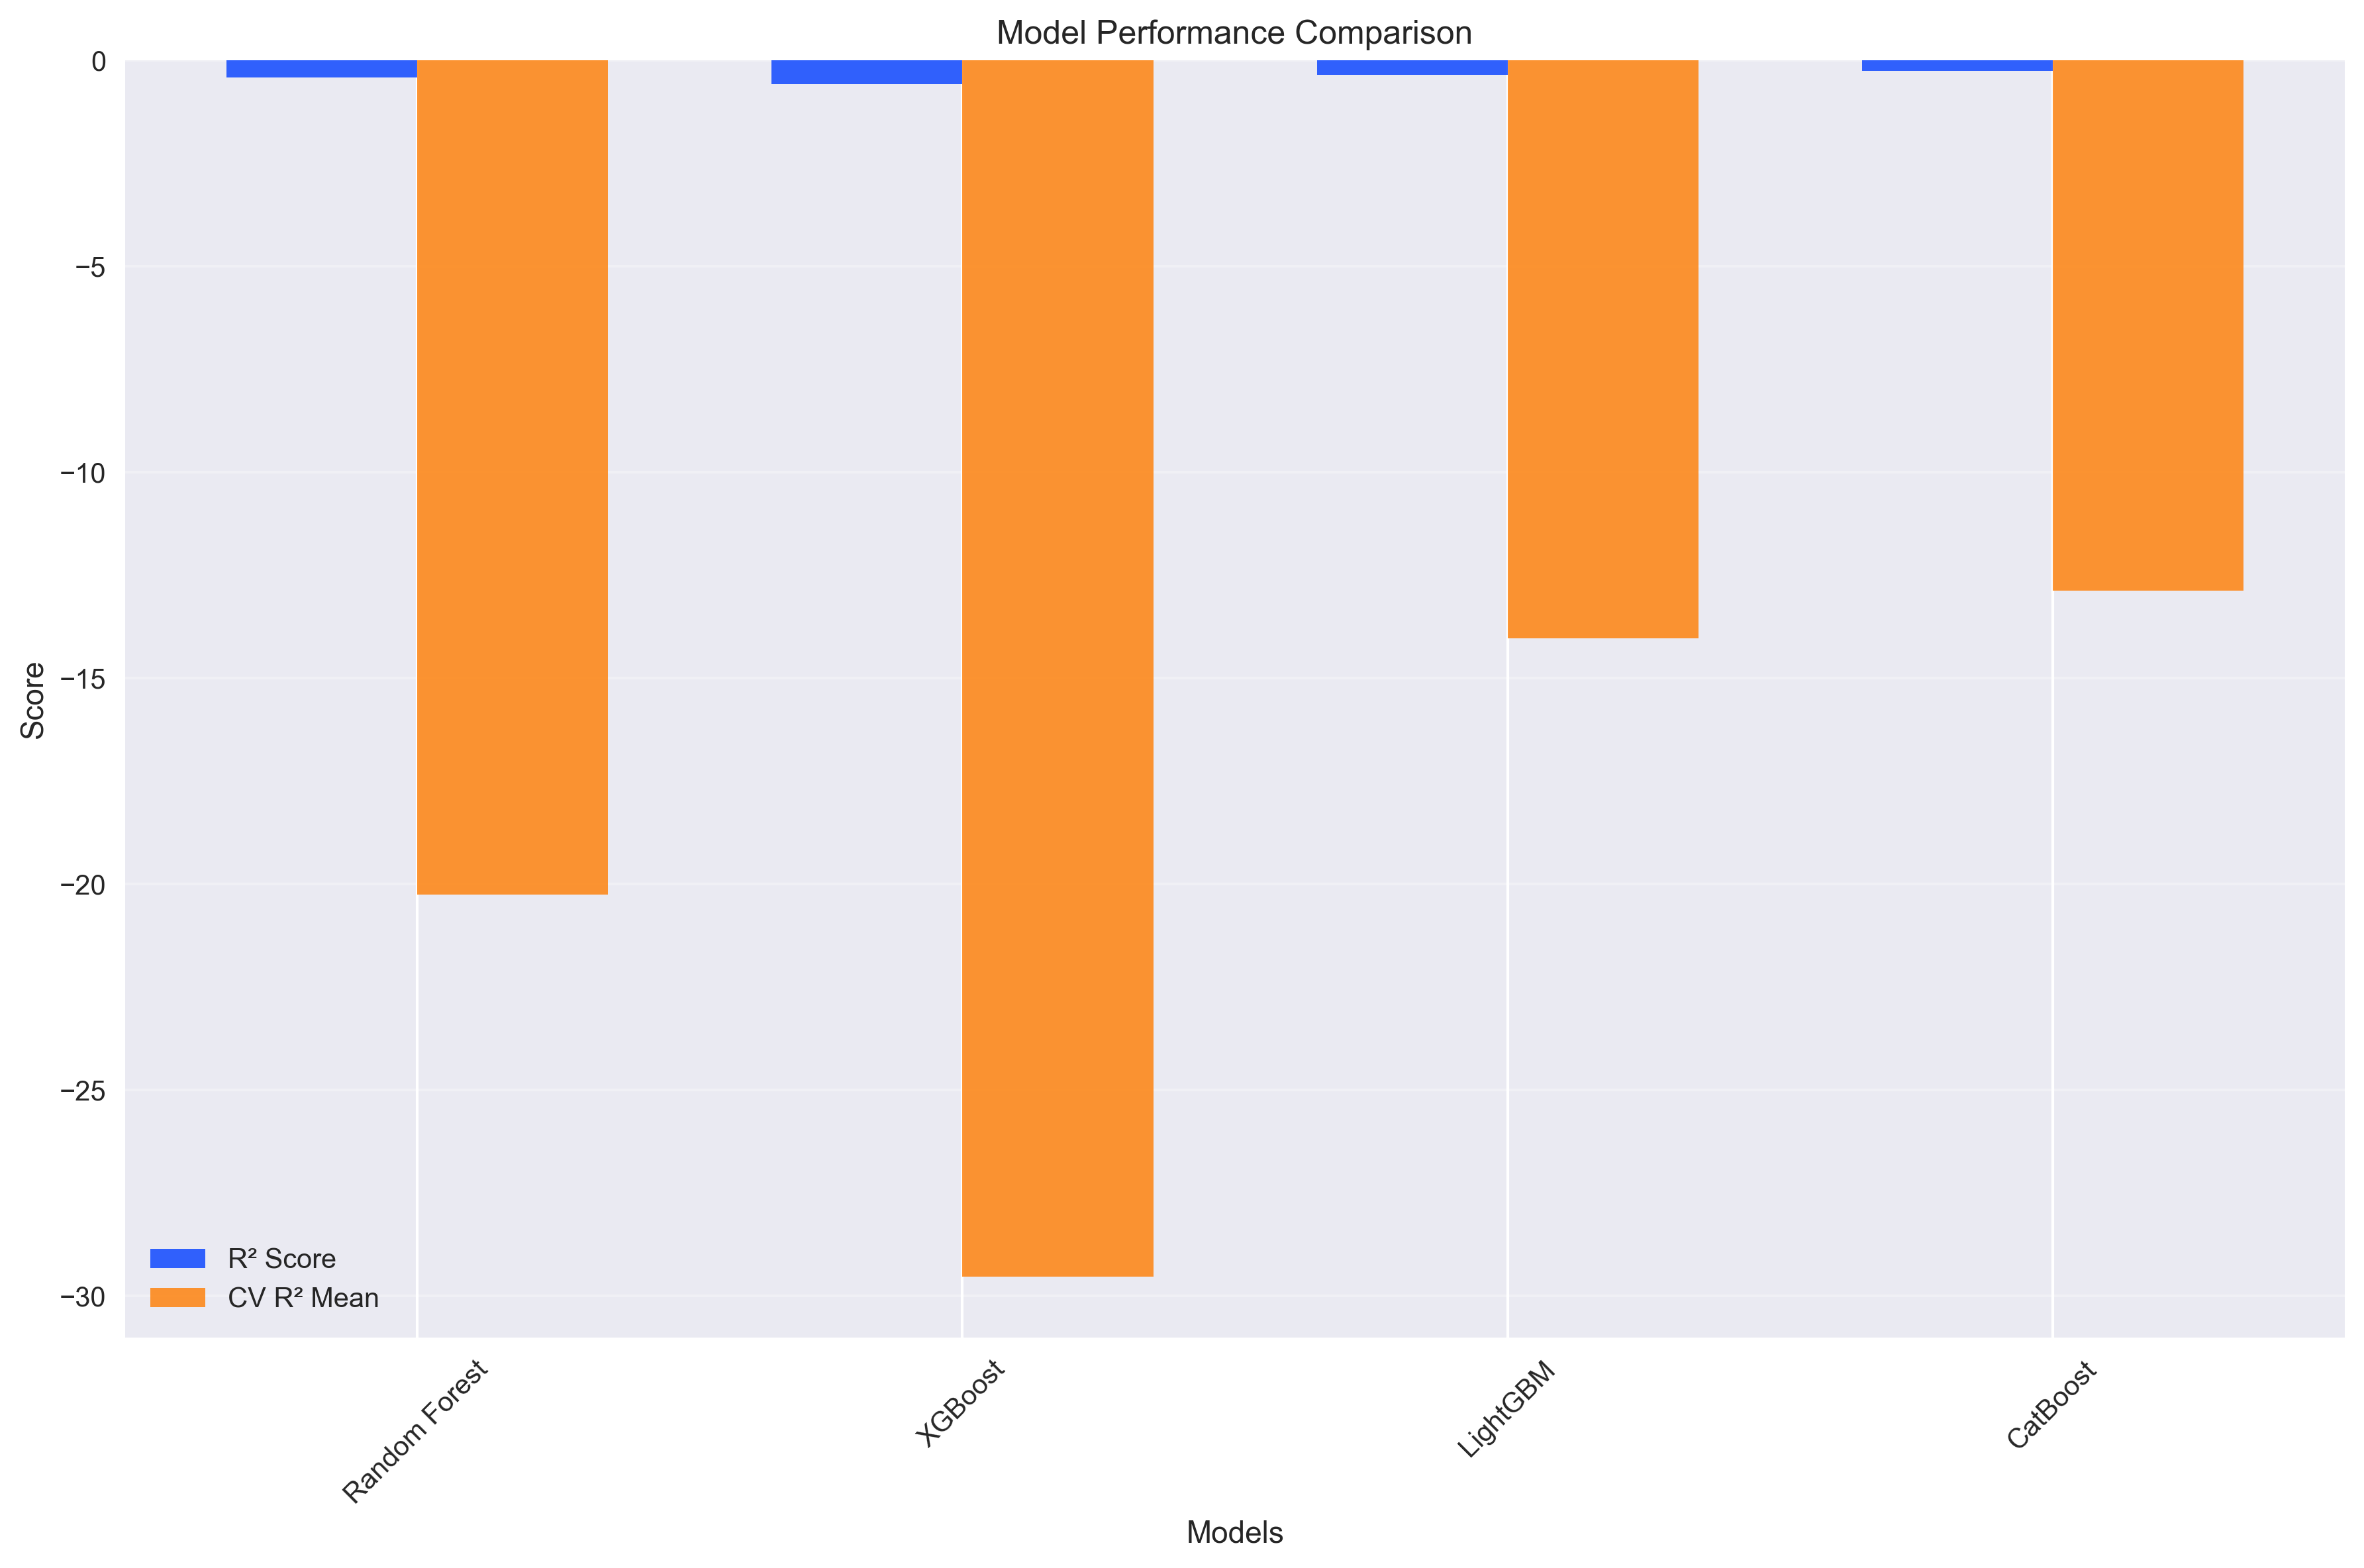 Model Performance Comparison
0
−5
−10
−15
−20
−25
−30
Score
R² Score
CV R² Mean
Random Forest
XGBoost
LightGBM
CatBoost
Models